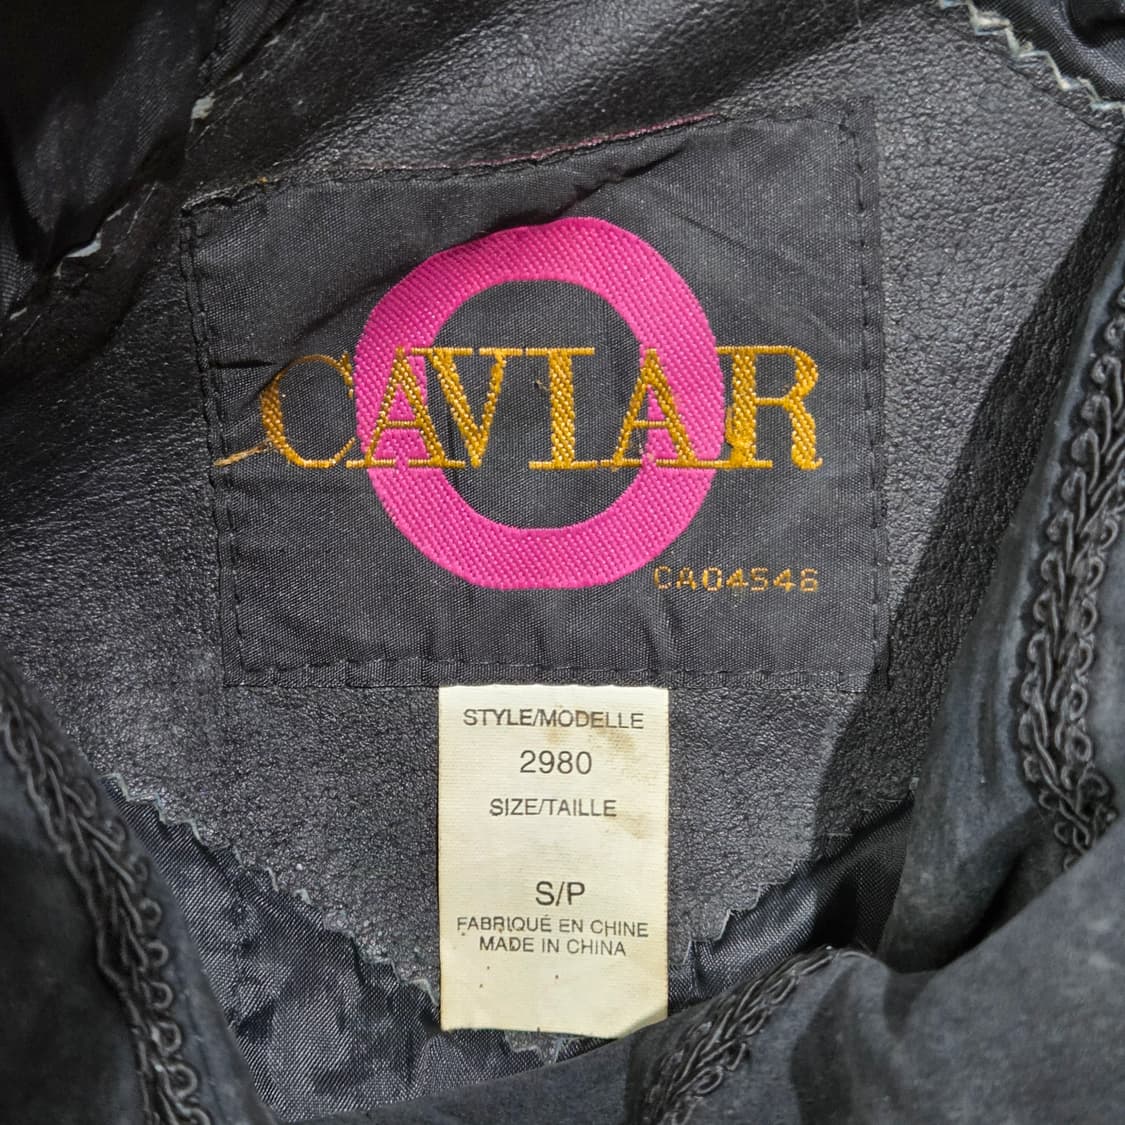 CAVIAR
CA04546
STYLE/MODELLE
2980
SIZE/TAILLE
S/P
FABRIQUÉ EN CHINE
MADE IN CHINA